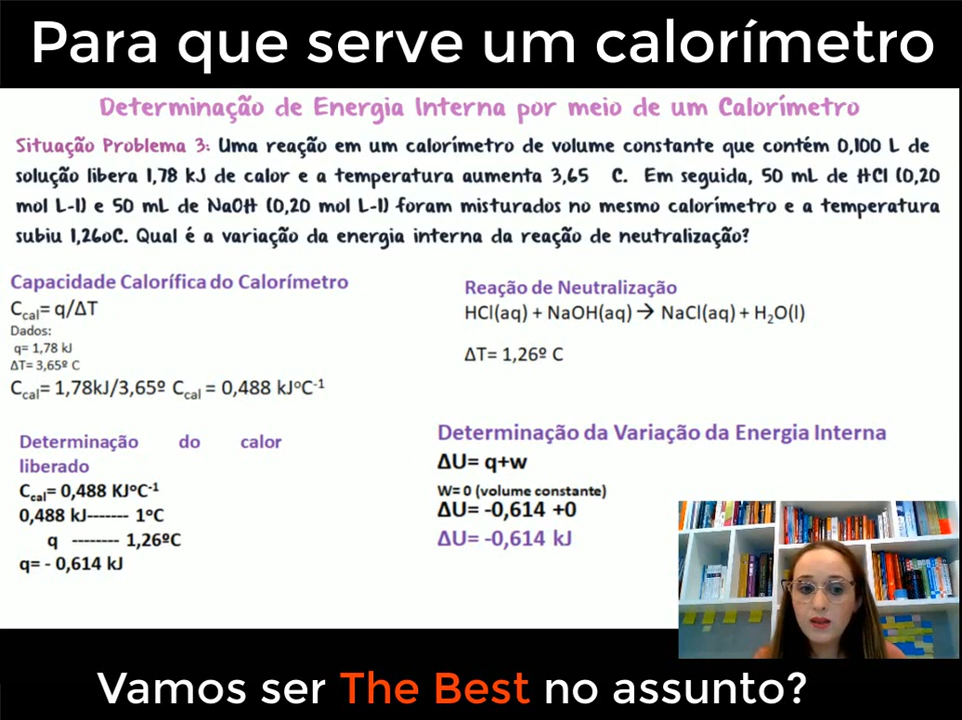 Para que serve um calorímetro
Determinação de Energia Interna por meio de um Calorímetro
Situação Problema 3: Uma reação em um calorímetro de volume constante que contém 0,100 L de
solução libera 1,78 kJ de calor e a temperatura aumenta 3,65 C. Em seguida, 50 mL de HCl (0,20
mol L-1) e 50 mL de NaOH (0,20 mol L-1) foram misturados no mesmo calorímetro e a temperatura
subiu 1,26oC. Qual é a variação da energia interna da reação de neutralização?
Capacidade Calorífica do Calorímetro
Ccal= q/ΔT
Dados:
q= 1,78 kJ
ΔT= 3,65º C
Ccal= 1,78kJ/3,65º Ccal = 0,488 kJºC-1
Reação de Neutralização
HCl(aq) + NaOH(aq) → NaCl(aq) + H2O(l)
ΔT= 1,26º C
Determinação do calor
liberado
Ccal= 0,488 KJºC-1
0,488 kJ------- 1ºC
q -------- 1,26ºC
q= - 0,614 kJ
Determinação da Variação da Energia Interna
ΔU= q+w
W= 0 (volume constante)
ΔU= -0,614 +0
ΔU= -0,614 kJ
Vamos ser The Best no assunto?